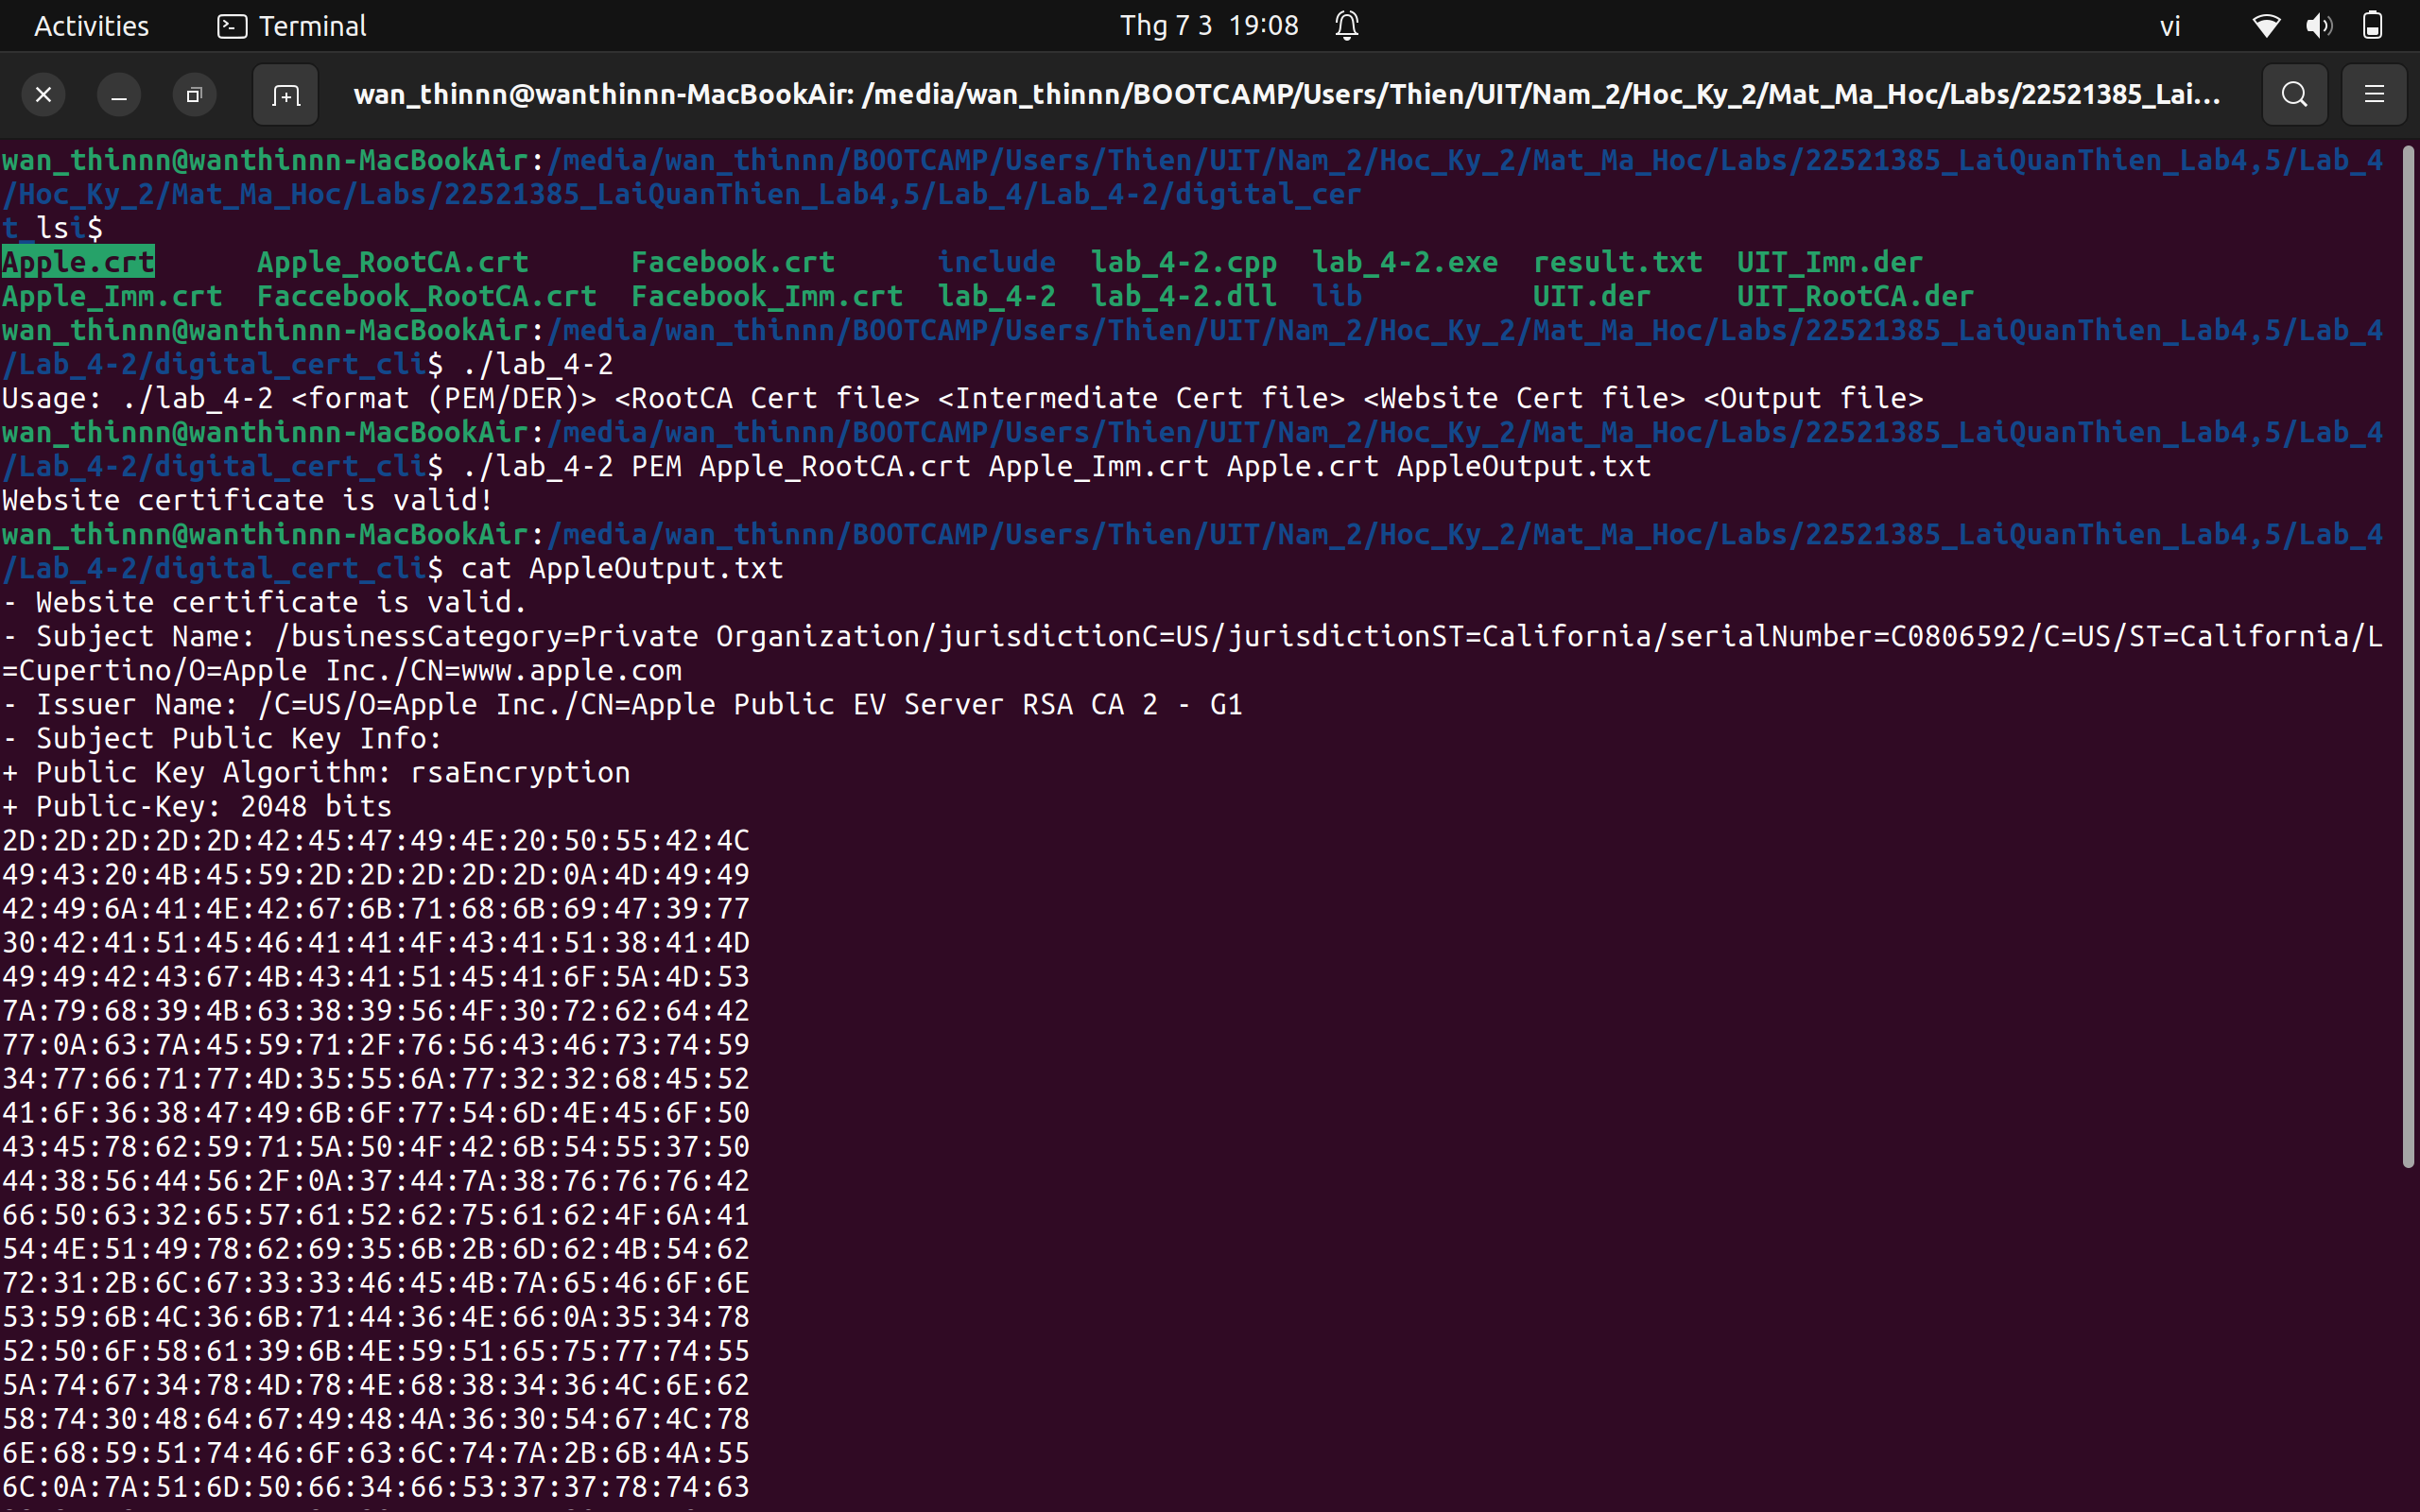 Activities Terminal Thg 7 3 19:08 vi
wan_thinnn@wanthinnn-MacBookAir: /media/wan_thinnn/BOOTCAMP/Users/Thien/UIT/Nam_2/Hoc_Ky_2/Mat_Ma_Hoc/Labs/22521385_Lai...
wan_thinnn@wanthinnn-MacBookAir:/media/wan_thinnn/BOOTCAMP/Users/Thien/UIT/Nam_2/Hoc_Ky_2/Mat_Ma_Hoc/Labs/22521385_LaiQuanThien_Lab4,5/Lab_4
/Hoc_Ky_2/Mat_Ma_Hoc/Labs/22521385_LaiQuanThien_Lab4,5/Lab_4/Lab_4-2/digital_cer
t_lsi$
Apple.crt Apple_RootCA.crt Facebook.crt include lab_4-2.cpp lab_4-2.exe result.txt UIT_Imm.der
Apple_Imm.crt Faccebook_RootCA.crt Facebook_Imm.crt lab_4-2 lab_4-2.dll lib UIT.der UIT_RootCA.der
wan_thinnn@wanthinnn-MacBookAir:/media/wan_thinnn/BOOTCAMP/Users/Thien/UIT/Nam_2/Hoc_Ky_2/Mat_Ma_Hoc/Labs/22521385_LaiQuanThien_Lab4,5/Lab_4
/Lab_4-2/digital_cert_cli$ ./lab_4-2
Usage: ./lab_4-2 <format (PEM/DER)> <RootCA Cert file> <Intermediate Cert file> <Website Cert file> <Output file>
wan_thinnn@wanthinnn-MacBookAir:/media/wan_thinnn/BOOTCAMP/Users/Thien/UIT/Nam_2/Hoc_Ky_2/Mat_Ma_Hoc/Labs/22521385_LaiQuanThien_Lab4,5/Lab_4
/Lab_4-2/digital_cert_cli$ ./lab_4-2 PEM Apple_RootCA.crt Apple_Imm.crt Apple.crt AppleOutput.txt
Website certificate is valid!
wan_thinnn@wanthinnn-MacBookAir:/media/wan_thinnn/BOOTCAMP/Users/Thien/UIT/Nam_2/Hoc_Ky_2/Mat_Ma_Hoc/Labs/22521385_LaiQuanThien_Lab4,5/Lab_4
/Lab_4-2/digital_cert_cli$ cat AppleOutput.txt
- Website certificate is valid.
- Subject Name: /businessCategory=Private Organization/jurisdictionC=US/jurisdictionST=California/serialNumber=C0806592/C=US/ST=California/L
=Cupertino/O=Apple Inc./CN=www.apple.com
- Issuer Name: /C=US/O=Apple Inc./CN=Apple Public EV Server RSA CA 2 - G1
- Subject Public Key Info:
+ Public Key Algorithm: rsaEncryption
+ Public-Key: 2048 bits
2D:2D:2D:2D:2D:42:45:47:49:4E:20:50:55:42:4C
49:43:20:4B:45:59:2D:2D:2D:2D:2D:0A:4D:49:49
42:49:6A:41:4E:42:67:6B:71:68:6B:69:47:39:77
30:42:41:51:45:46:41:41:4F:43:41:51:38:41:4D
49:49:42:43:67:4B:43:41:51:45:41:6F:5A:4D:53
7A:79:68:39:4B:63:38:39:56:4F:30:72:62:64:42
77:0A:63:7A:45:59:71:2F:76:56:43:46:73:74:59
34:77:66:71:77:4D:35:55:6A:77:32:32:68:45:52
41:6F:36:38:47:49:6B:6F:77:54:6D:4E:45:6F:50
43:45:78:62:59:71:5A:50:4F:42:6B:54:55:37:50
44:38:56:44:56:2F:0A:37:44:7A:38:76:76:76:42
66:50:63:32:65:57:61:52:62:75:61:62:4F:6A:41
54:4E:51:49:78:62:69:35:6B:2B:6D:62:4B:54:62
72:31:2B:6C:67:33:33:46:45:4B:7A:65:46:6F:6E
53:59:6B:4C:36:6B:71:44:36:4E:66:0A:35:34:78
52:50:6F:58:61:39:6B:4E:59:51:65:75:77:74:55
5A:74:67:34:78:4D:78:4E:68:38:34:36:4C:6E:62
58:74:30:48:64:67:49:48:4A:36:30:54:67:4C:78
6E:68:59:51:74:46:6F:63:6C:74:7A:2B:6B:4A:55
6C:0A:7A:51:6D:50:66:34:66:53:37:37:78:74:63